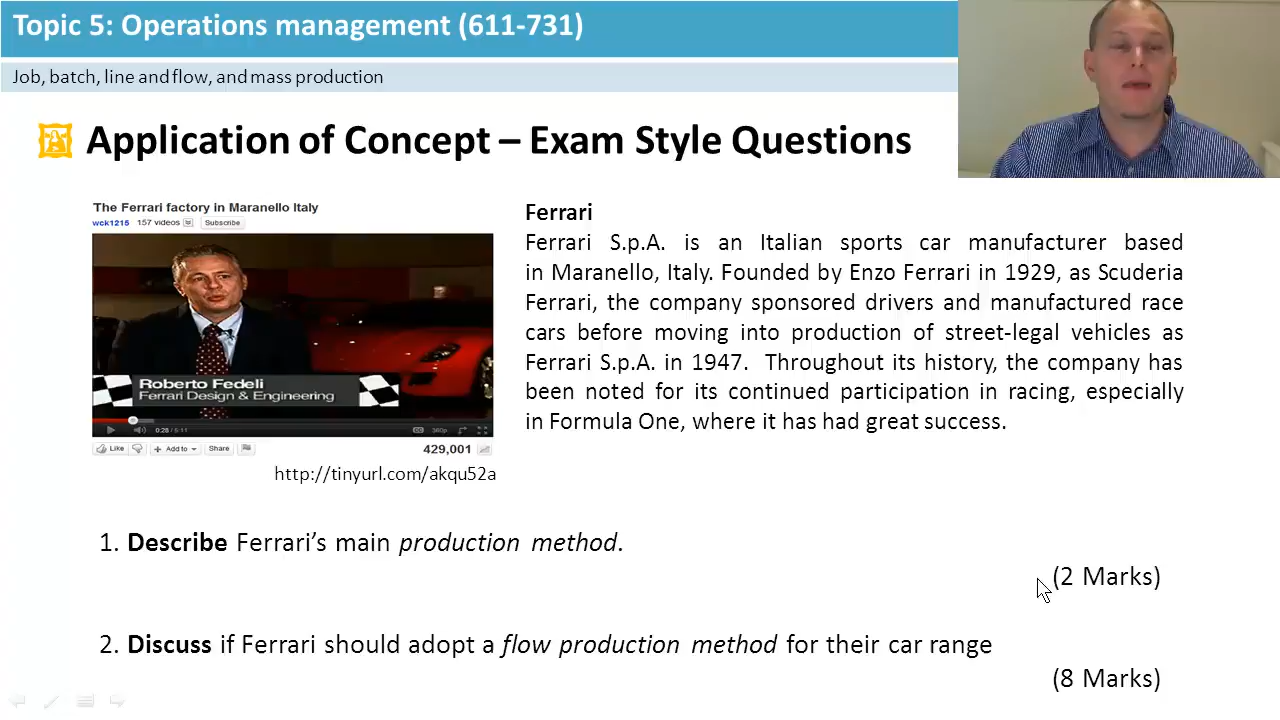 Topic 5: Operations management (611-731)
Job, batch, line and flow, and mass production
Application of Concept – Exam Style Questions
The Ferrari factory in Maranello Italy
wck1215 157 videos Subscribe
Roberto Fedeli
Ferrari Design & Engineering
0:28 / 5:11 CC 360p
Like Add to Share 429,001
http://tinyurl.com/akqu52a
Ferrari
Ferrari S.p.A. is an Italian sports car manufacturer based
in Maranello, Italy. Founded by Enzo Ferrari in 1929, as Scuderia
Ferrari, the company sponsored drivers and manufactured race
cars before moving into production of street-legal vehicles as
Ferrari S.p.A. in 1947. Throughout its history, the company has
been noted for its continued participation in racing, especially
in Formula One, where it has had great success.
1. Describe Ferrari’s main production method.
(2 Marks)
2. Discuss if Ferrari should adopt a flow production method for their car range
(8 Marks)